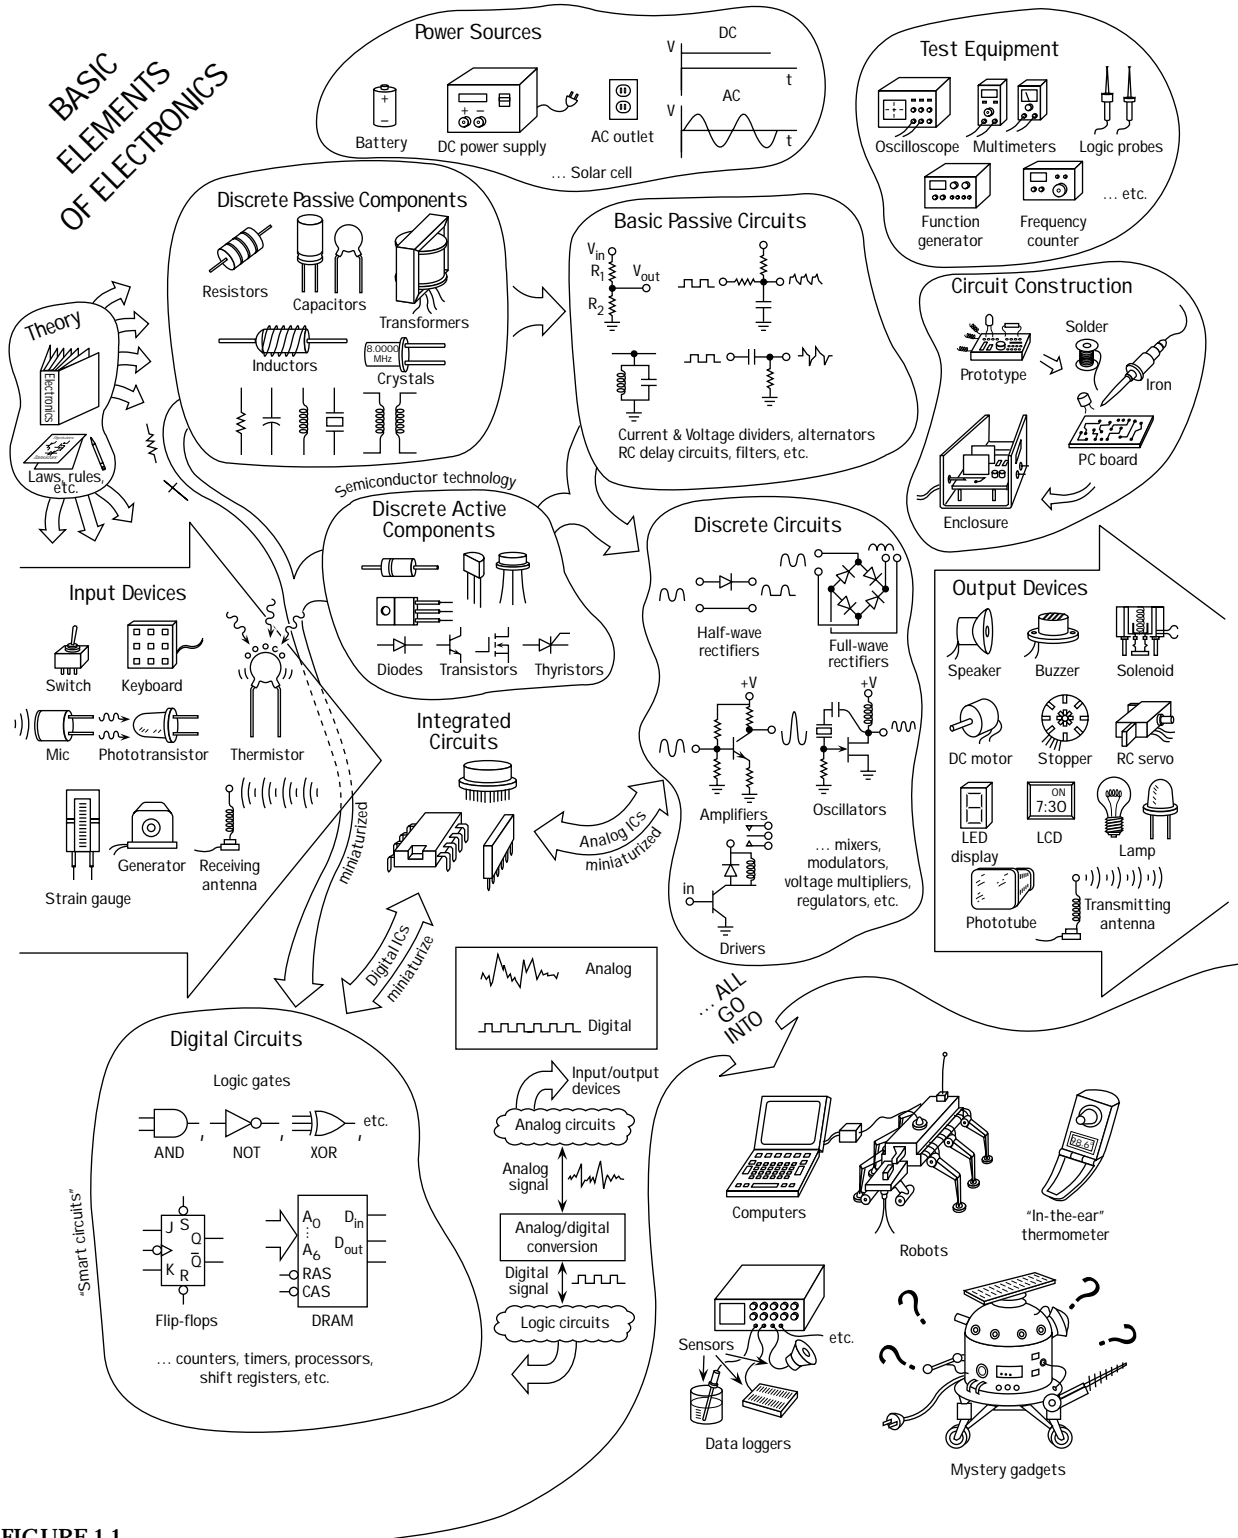 BASIC
ELEMENTS
OF ELECTRONICS
Power Sources
Battery
DC power supply
AC outlet
DC
V
t
AC
V
t
... Solar cell
Test Equipment
Oscilloscope
Multimeters
Logic probes
Function
generator
Frequency
counter
... etc.
Discrete Passive Components
Resistors
Capacitors
Transformers
Inductors
8.0000
MHz
Crystals
Basic Passive Circuits
Vin
R1
Vout
R2
Current & Voltage dividers, alternators
RC delay circuits, filters, etc.
Circuit Construction
Prototype
Solder
Iron
PC board
Enclosure
Theory
Electronics
Laws, rules,
etc.
Semiconductor technology
Discrete Active
Components
Diodes
Transistors
Thyristors
Discrete Circuits
Half-wave
rectifiers
Full-wave
rectifiers
+V
+V
Amplifiers
Oscillators
in
Drivers
... mixers,
modulators,
voltage multipliers,
regulators, etc.
Input Devices
Switch
Keyboard
Mic
Phototransistor
Thermistor
Strain gauge
Generator
Receiving
antenna
Integrated
Circuits
miniaturized
Analog ICs
miniaturized
Digital ICs
miniaturize
Output Devices
Speaker
Buzzer
Solenoid
DC motor
Stopper
RC servo
LED
display
ON
7:30
LCD
Lamp
Phototube
Transmitting
antenna
Analog
Digital
... ALL
GO
INTO
Digital Circuits
Logic gates
AND
,
NOT
,
XOR
,
etc.
"Smart circuits"
J
S
Q
K
R
Q̅
Flip-flops
A0
⋮
A6
RAS
CAS
Din
Dout
DRAM
... counters, timers, processors,
shift registers, etc.
Input/output
devices
Analog circuits
Analog
signal
Analog/digital
conversion
Digital
signal
Logic circuits
Computers
Robots
98.6
"In-the-ear"
thermometer
Sensors
etc.
Data loggers
? ? ? ?
Mystery gadgets
FIGURE 1.1